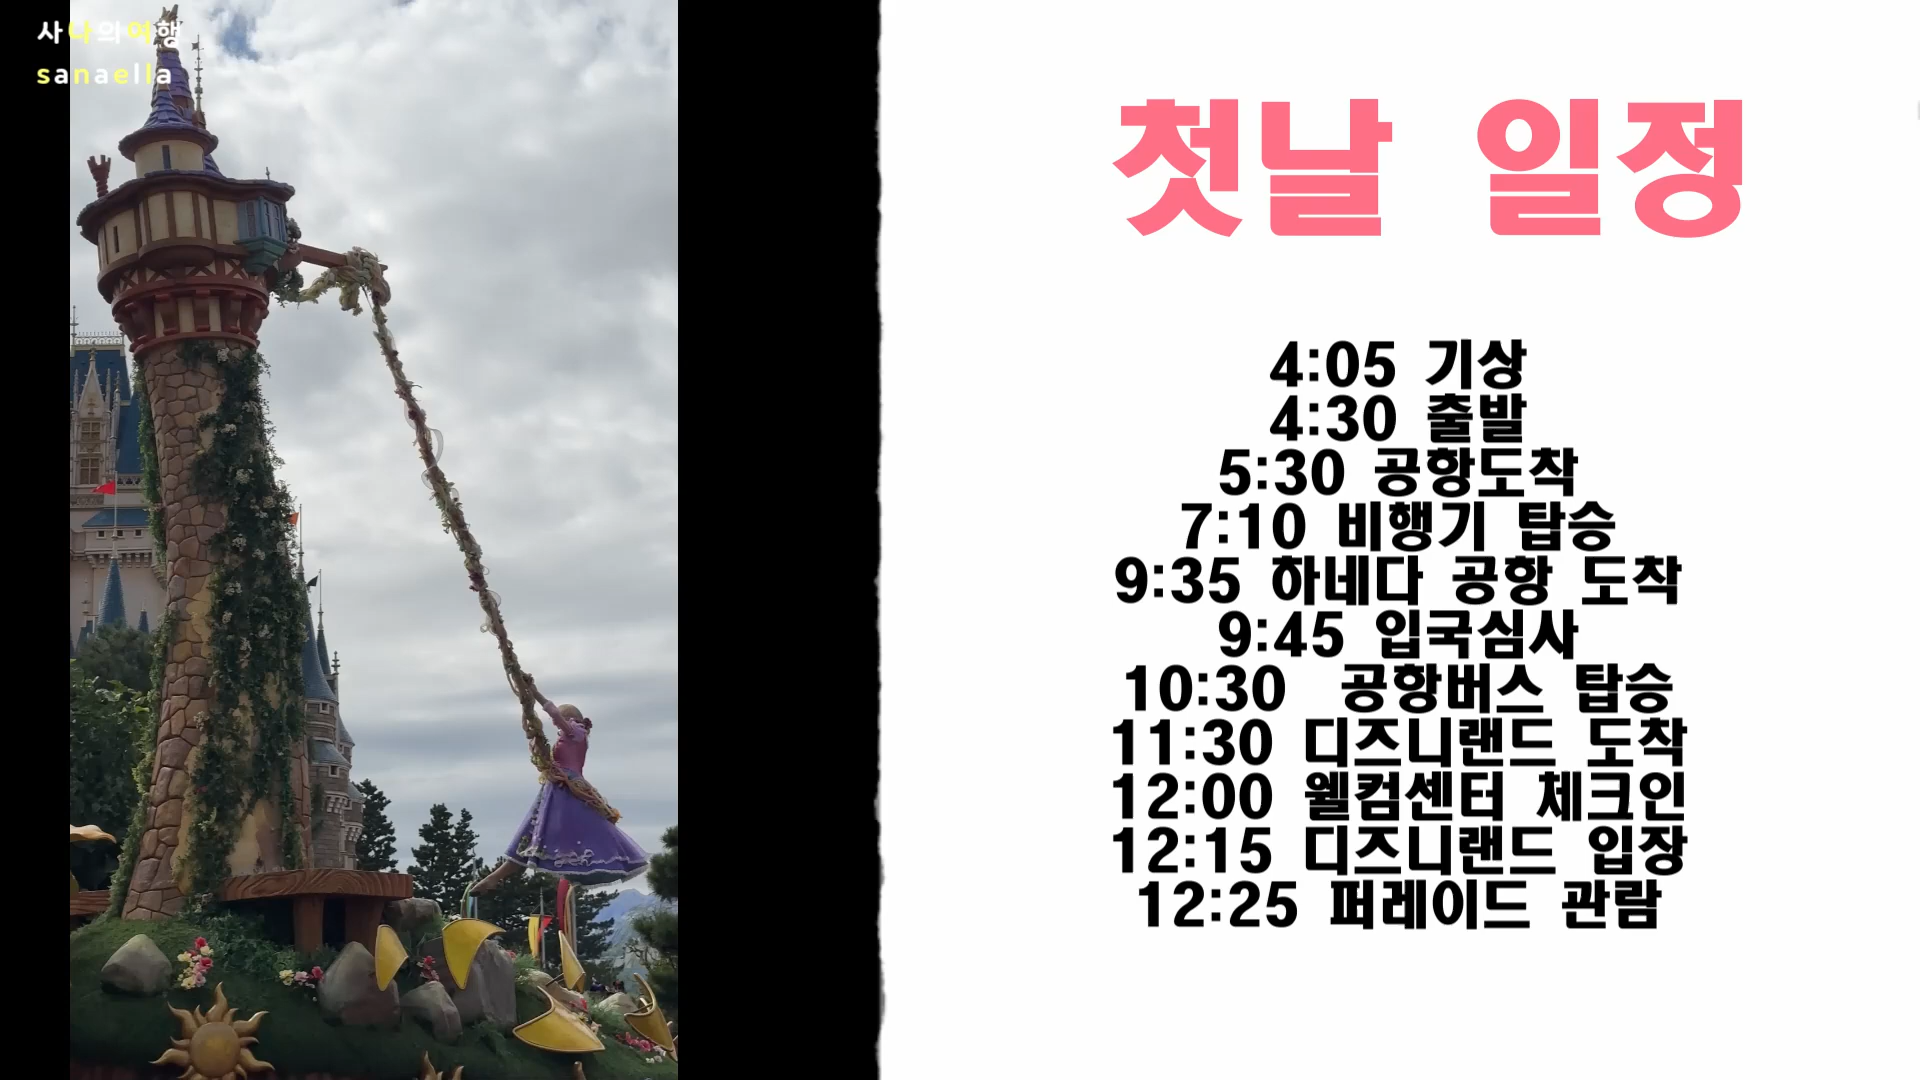 사나의여행
sanaella
첫날 일정
4:05 기상
4:30 출발
5:30 공항도착
7:10 비행기 탑승
9:35 하네다 공항 도착
9:45 입국심사
10:30 공항버스 탑승
11:30 디즈니랜드 도착
12:00 웰컴센터 체크인
12:15 디즈니랜드 입장
12:25 퍼레이드 관람